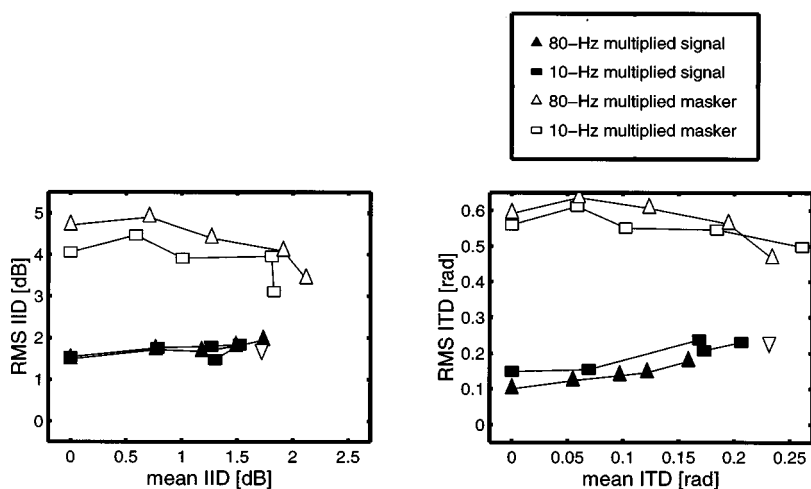 80-Hz multiplied signal
10-Hz multiplied signal
80-Hz multiplied masker
10-Hz multiplied masker
RMS IID [dB]
5
4
3
2
1
0
0 0.5 1 1.5 2 2.5
mean IID [dB]
RMS ITD [rad]
0.6
0.5
0.4
0.3
0.2
0.1
0
0 0.05 0.10 0.15 0.20 0.25
mean ITD [rad]